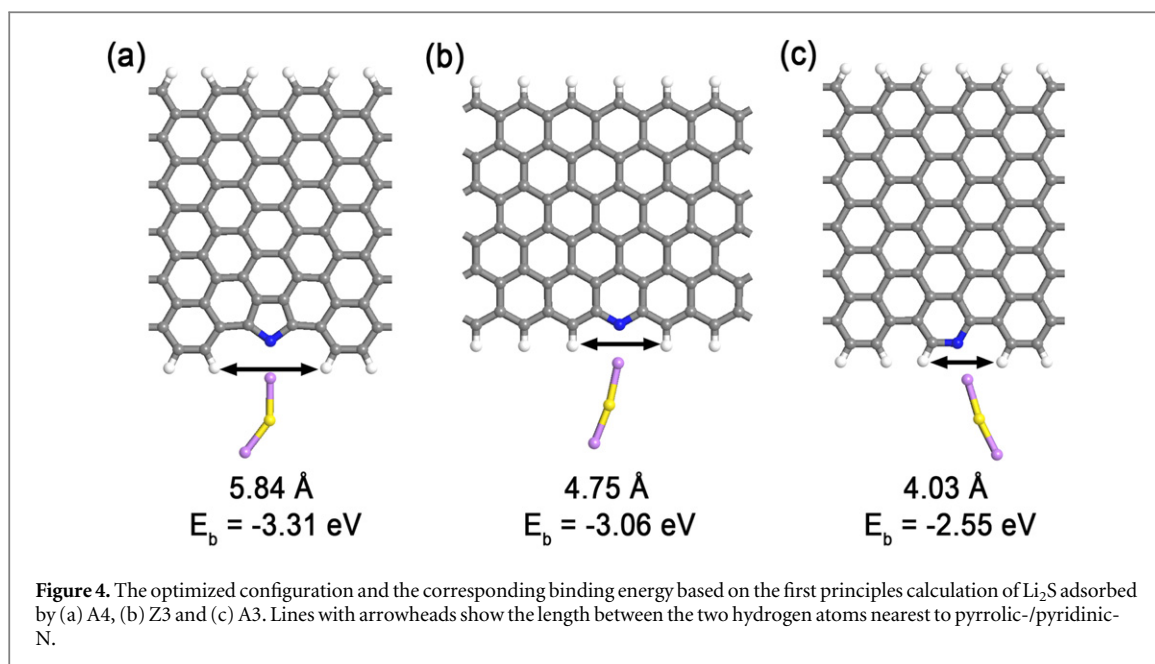 (a) (b) (c)
5.84 Å 4.75 Å 4.03 Å
E_b = -3.31 eV E_b = -3.06 eV E_b = -2.55 eV
Figure 4. The optimized configuration and the corresponding binding energy based on the first principles calculation of Li₂S adsorbed
by (a) A4, (b) Z3 and (c) A3. Lines with arrowheads show the length between the two hydrogen atoms nearest to pyrrolic-/pyridinic-
N.